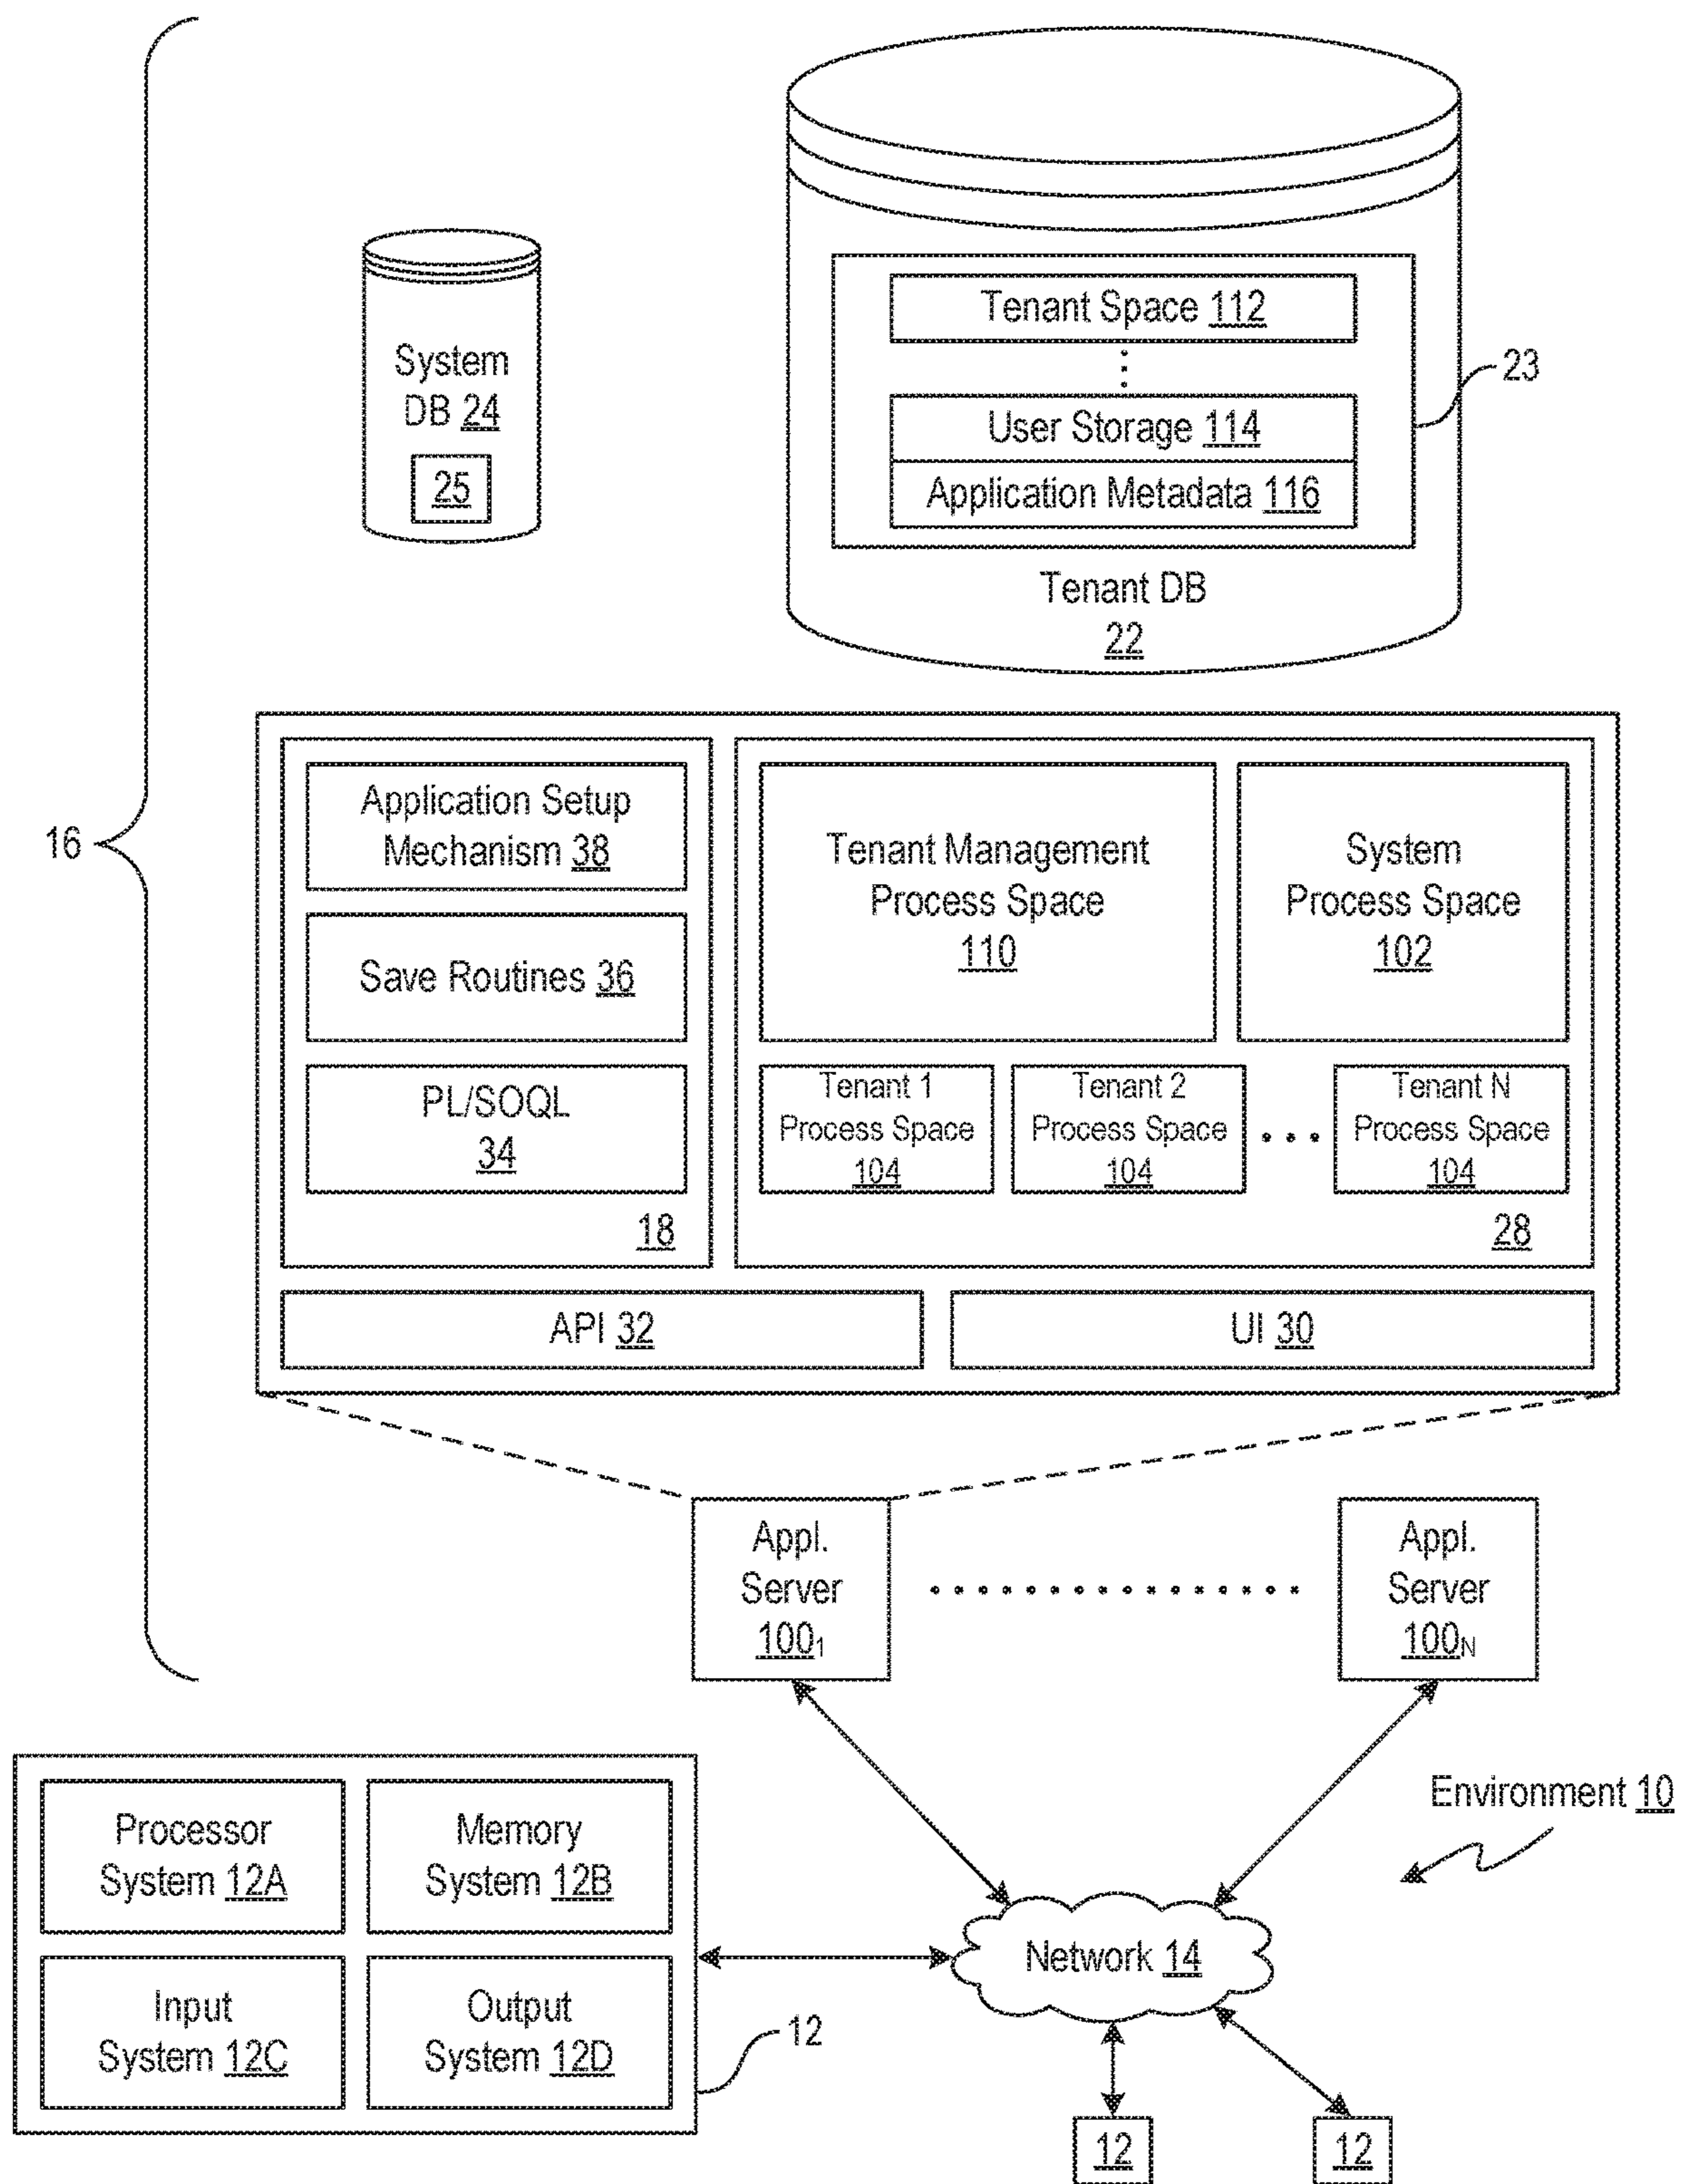 16
System
DB 24
25
Tenant Space 112
User Storage 114
Application Metadata 116
23
Tenant DB
22
Application Setup
Mechanism 38
Save Routines 36
PL/SOQL
34
18
Tenant Management
Process Space
110
System
Process Space
102
Tenant 1
Process Space
104
Tenant 2
Process Space
104
Tenant N
Process Space
104
28
API 32
UI 30
Appl.
Server
100₁
Appl.
Server
100N
Environment 10
Processor
System 12A
Memory
System 12B
Input
System 12C
Output
System 12D
12
Network 14
12
12